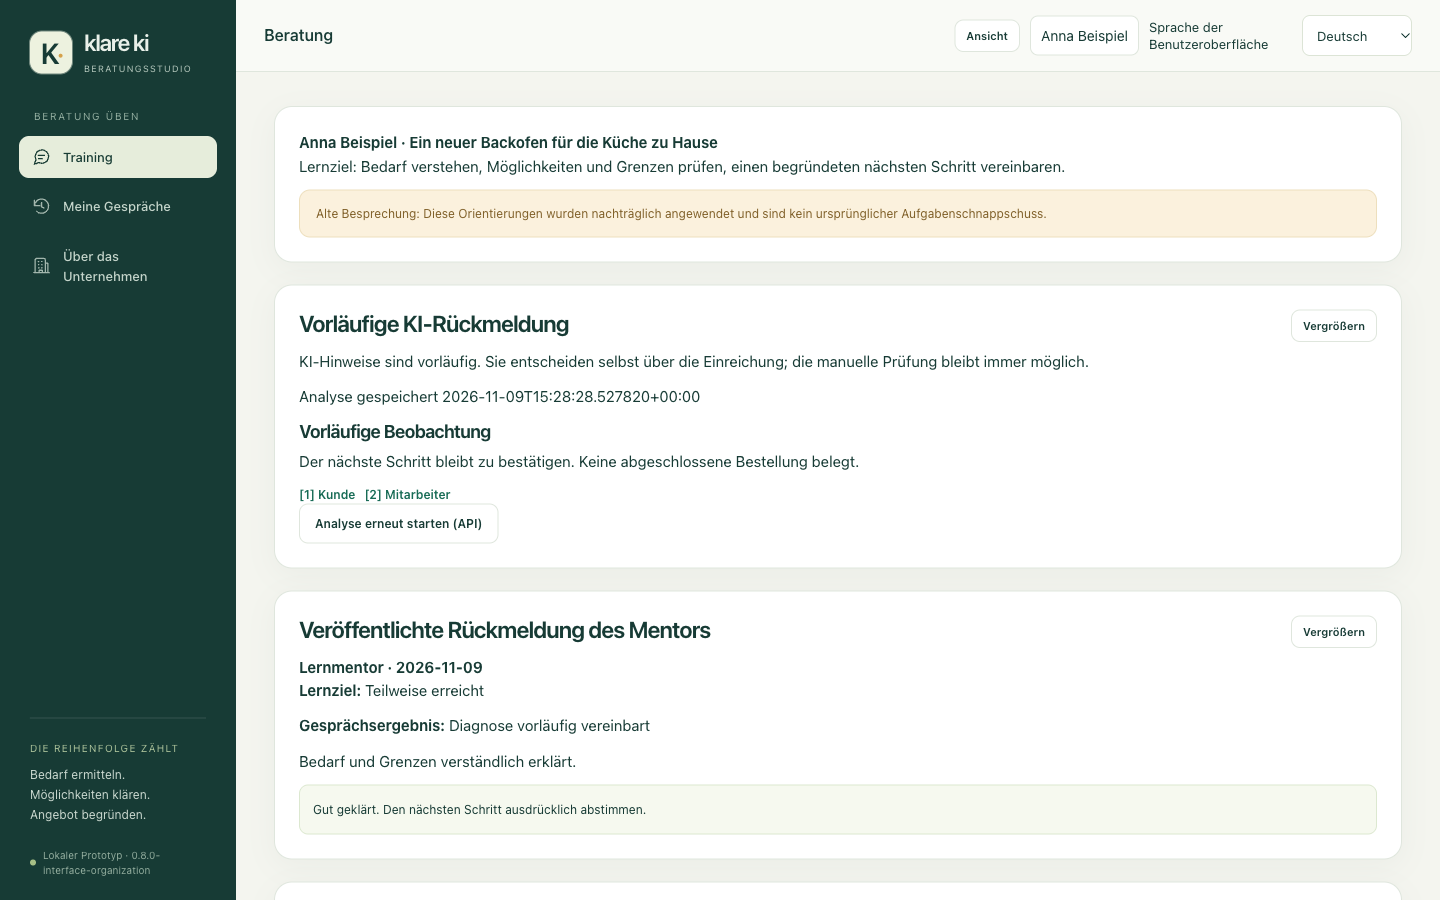 K
klare ki
BERATUNGSSTUDIO
BERATUNG ÜBEN
Training
Meine Gespräche
Über das
Unternehmen
DIE REIHENFOLGE ZÄHLT
Bedarf ermitteln.
Möglichkeiten klären.
Angebot begründen.
Lokaler Prototyp · 0.8.0-
interface-organization
Beratung
Ansicht
Anna Beispiel
Sprache der
Benutzeroberfläche
Deutsch
Anna Beispiel · Ein neuer Backofen für die Küche zu Hause
Lernziel: Bedarf verstehen, Möglichkeiten und Grenzen prüfen, einen begründeten nächsten Schritt vereinbaren.
Alte Besprechung: Diese Orientierungen wurden nachträglich angewendet und sind kein ursprünglicher Aufgabenschnappschuss.
Vorläufige KI-Rückmeldung
Vergrößern
KI-Hinweise sind vorläufig. Sie entscheiden selbst über die Einreichung; die manuelle Prüfung bleibt immer möglich.
Analyse gespeichert 2026-11-09T15:28:28.527820+00:00
Vorläufige Beobachtung
Der nächste Schritt bleibt zu bestätigen. Keine abgeschlossene Bestellung belegt.
[1] Kunde [2] Mitarbeiter
Analyse erneut starten (API)
Veröffentlichte Rückmeldung des Mentors
Vergrößern
Lernmentor · 2026-11-09
Lernziel: Teilweise erreicht
Gesprächsergebnis: Diagnose vorläufig vereinbart
Bedarf und Grenzen verständlich erklärt.
Gut geklärt. Den nächsten Schritt ausdrücklich abstimmen.